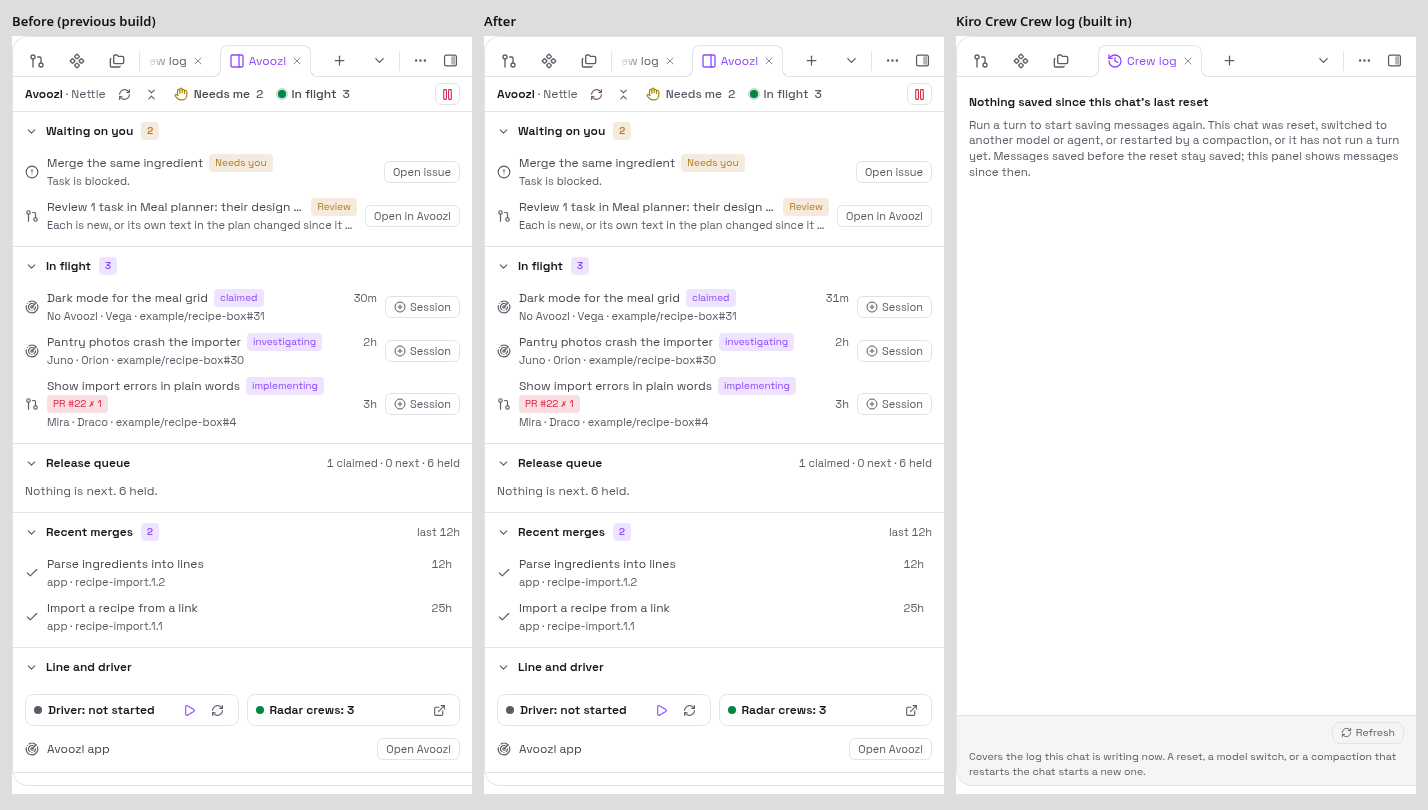 Before (previous build)
ew log
Avoozl
Avoozl · Nettle
Needs me 2
In flight 3
Waiting on you 2
Merge the same ingredient Needs you
Task is blocked.
Open issue
Review 1 task in Meal planner: their design ... Review
Each is new, or its own text in the plan changed since it ...
Open in Avoozl
In flight 3
Dark mode for the meal grid claimed
No Avoozl · Vega · example/recipe-box#31
30m
Session
Pantry photos crash the importer investigating
Juno · Orion · example/recipe-box#30
2h
Session
Show import errors in plain words implementing
PR #22 ✗ 1
Mira · Draco · example/recipe-box#4
3h
Session
Release queue
1 claimed · 0 next · 6 held
Nothing is next. 6 held.
Recent merges 2
last 12h
Parse ingredients into lines
app · recipe-import.1.2
12h
Import a recipe from a link
app · recipe-import.1.1
25h
Line and driver
Driver: not started
Radar crews: 3
Avoozl app
Open Avoozl
After
ew log
Avoozl
Avoozl · Nettle
Needs me 2
In flight 3
Waiting on you 2
Merge the same ingredient Needs you
Task is blocked.
Open issue
Review 1 task in Meal planner: their design ... Review
Each is new, or its own text in the plan changed since it ...
Open in Avoozl
In flight 3
Dark mode for the meal grid claimed
No Avoozl · Vega · example/recipe-box#31
31m
Session
Pantry photos crash the importer investigating
Juno · Orion · example/recipe-box#30
2h
Session
Show import errors in plain words implementing
PR #22 ✗ 1
Mira · Draco · example/recipe-box#4
3h
Session
Release queue
1 claimed · 0 next · 6 held
Nothing is next. 6 held.
Recent merges 2
last 12h
Parse ingredients into lines
app · recipe-import.1.2
12h
Import a recipe from a link
app · recipe-import.1.1
25h
Line and driver
Driver: not started
Radar crews: 3
Avoozl app
Open Avoozl
Kiro Crew Crew log (built in)
Crew log
Nothing saved since this chat's last reset
Run a turn to start saving messages again. This chat was reset, switched to
another model or agent, or restarted by a compaction, or it has not run a turn
yet. Messages saved before the reset stay saved; this panel shows messages
since then.
Refresh
Covers the log this chat is writing now. A reset, a model switch, or a compaction that
restarts the chat starts a new one.